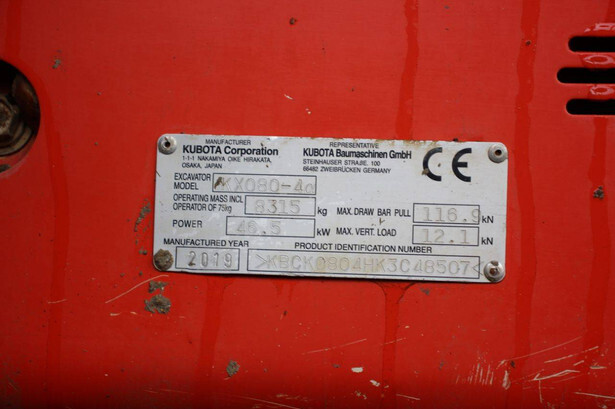 MANUFACTURER
KUBOTA Corporation
1-1-1 NAKAMIYA OIKE HIRAKATA,
OSAKA, JAPAN
REPRESENTATIVE
KUBOTA Baumaschinen GmbH
STEINHAUSER STRAßE. 100
66482 ZWEIBRÜCKEN GERMANY
CE
EXCAVATOR MODEL KX080-4α
OPERATING MASS INCL OPERATOR OF 75kg 8315 kg
MAX. DRAW BAR PULL 116.9 kN
POWER 46.5 kW
MAX. VERT. LOAD 12.1 kN
MANUFACTURED YEAR
2019
PRODUCT IDENTIFICATION NUMBER
>KBCK0804HK3C48507<